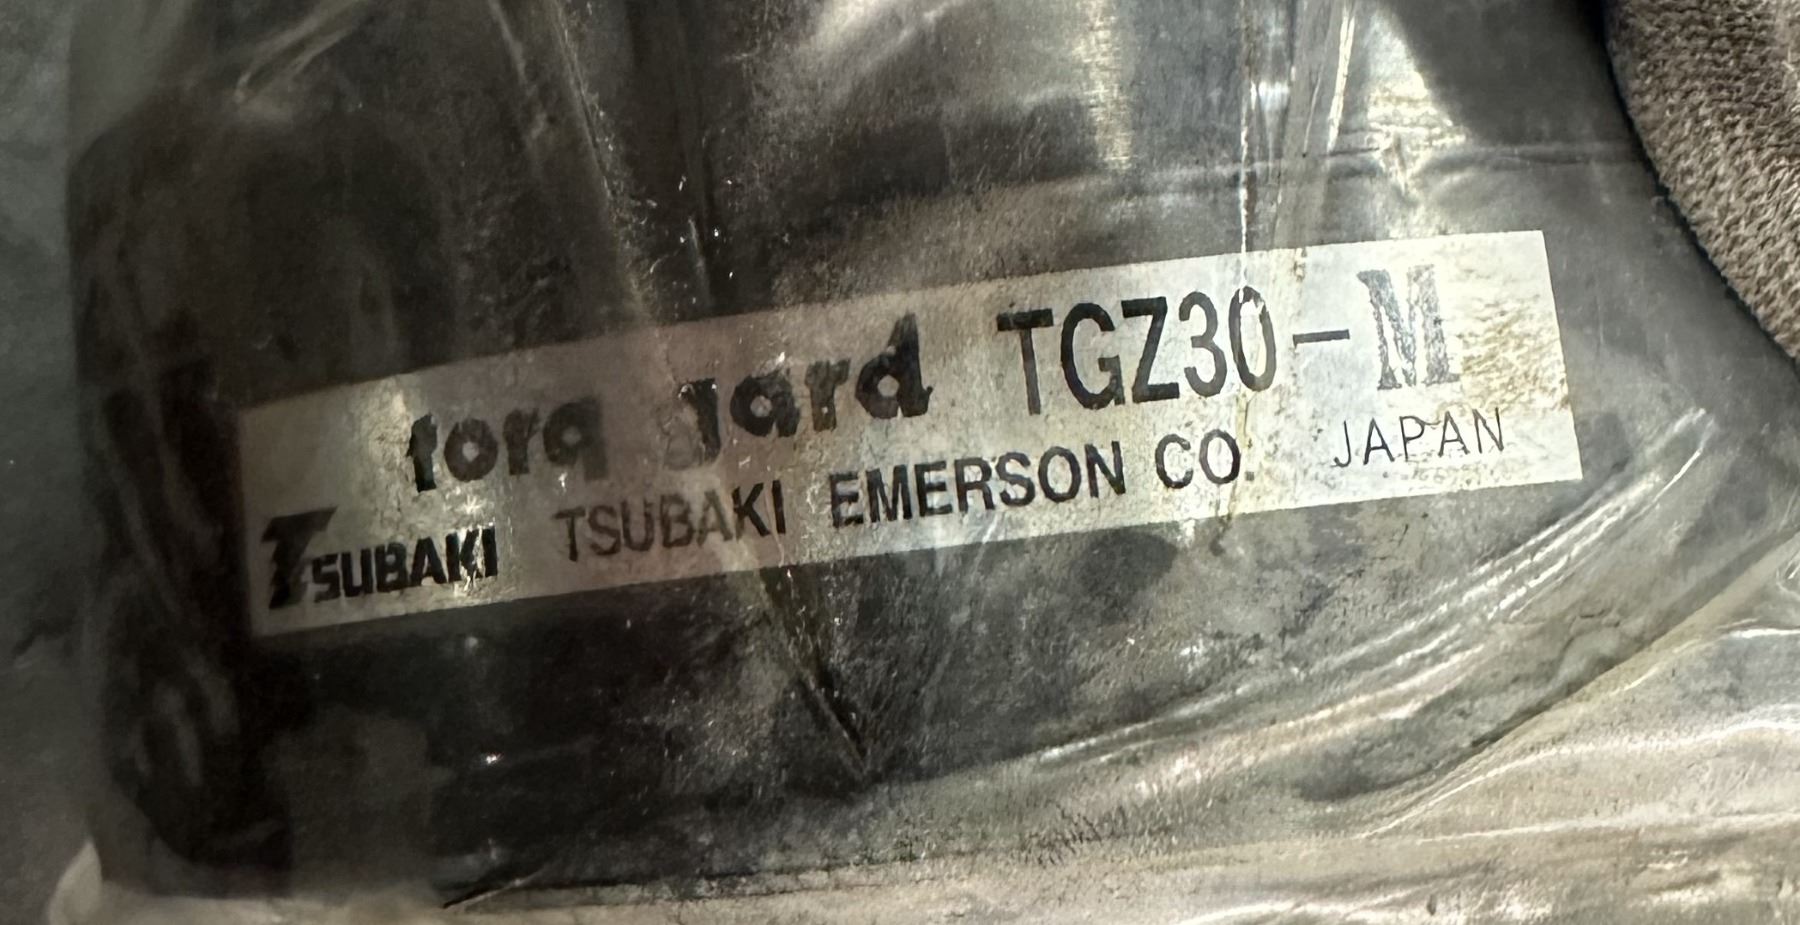 torq gard TGZ30-M
TSUBAKI TSUBAKI EMERSON CO. JAPAN